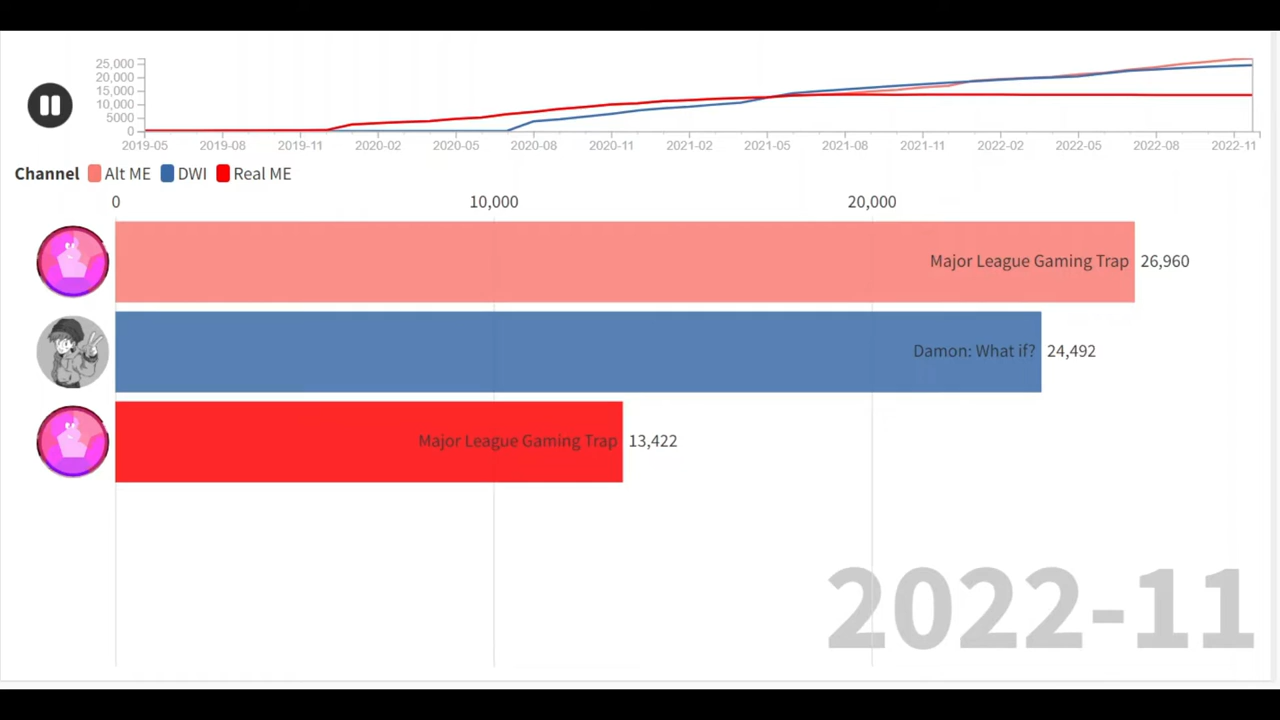 25,000
20,000
15,000
10,000
5000
0
2019-05 2019-08 2019-11 2020-02 2020-05 2020-08 2020-11 2021-02 2021-05 2021-08 2021-11 2022-02 2022-05 2022-08 2022-11
Channel Alt ME DWI Real ME
0 10,000 20,000
Major League Gaming Trap 26,960
Damon: What if? 24,492
Major League Gaming Trap 13,422
2022-11